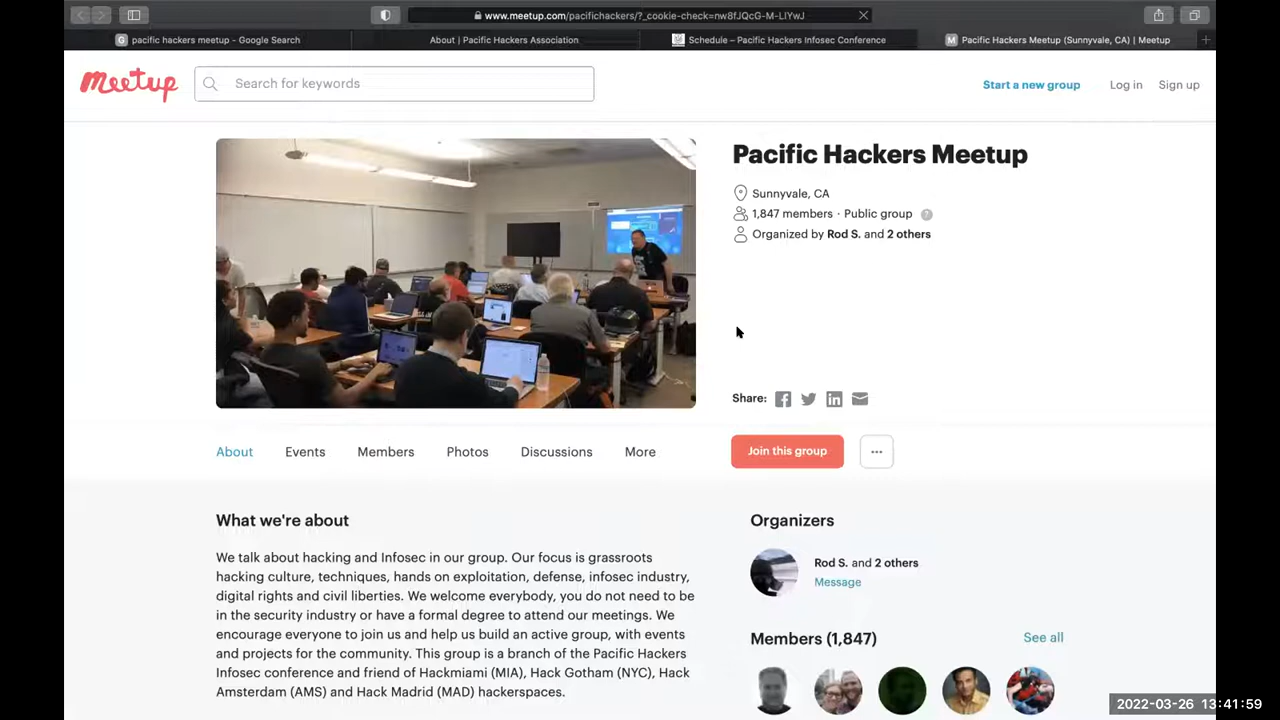 www.meetup.com/pacifichackers/?_cookie-check=nw8fJQcG-M-LIYwJ
pacific hackers meetup - Google Search
About | Pacific Hackers Association
Schedule – Pacific Hackers Infosec Conference
Pacific Hackers Meetup (Sunnyvale, CA) | Meetup
meetup
Search for keywords
Start a new group
Log in
Sign up
Pacific Hackers Meetup
Sunnyvale, CA
1,847 members · Public group
Organized by Rod S. and 2 others
Share:
About
Events
Members
Photos
Discussions
More
Join this group
What we're about
We talk about hacking and Infosec in our group. Our focus is grassroots
hacking culture, techniques, hands on exploitation, defense, infosec industry,
digital rights and civil liberties. We welcome everybody, you do not need to be
in the security industry or have a formal degree to attend our meetings. We
encourage everyone to join us and help us build an active group, with events
and projects for the community. This group is a branch of the Pacific Hackers
Infosec conference and friend of Hackmiami (MIA), Hack Gotham (NYC), Hack
Amsterdam (AMS) and Hack Madrid (MAD) hackerspaces.
Organizers
Rod S. and 2 others
Message
Members (1,847)
See all
2022-03-26 13:41:59